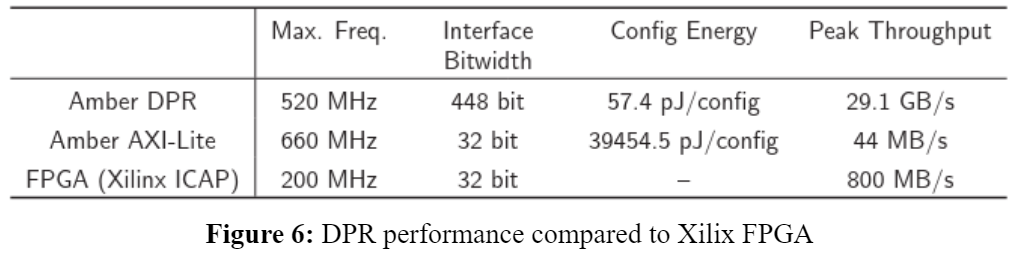 Max. Freq. Interface Bitwidth Config Energy Peak Throughput
Amber DPR 520 MHz 448 bit 57.4 pJ/config 29.1 GB/s
Amber AXI-Lite 660 MHz 32 bit 39454.5 pJ/config 44 MB/s
FPGA (Xilinx ICAP) 200 MHz 32 bit – 800 MB/s
Figure 6: DPR performance compared to Xilix FPGA